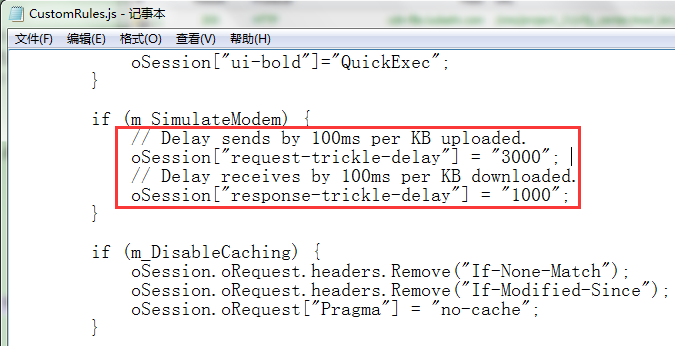 CustomRules.js - 记事本
文件(F) 编辑(E) 格式(O) 查看(V) 帮助(H)
oSession["ui-bold"]="QuickExec";
}
if (m_SimulateModem) {
// Delay sends by 100ms per KB uploaded.
oSession["request-trickle-delay"] = "3000";
// Delay receives by 100ms per KB downloaded.
oSession["response-trickle-delay"] = "1000";
}
if (m_DisableCaching) {
oSession.oRequest.headers.Remove("If-None-Match");
oSession.oRequest.headers.Remove("If-Modified-Since");
oSession.oRequest["Pragma"] = "no-cache";
}